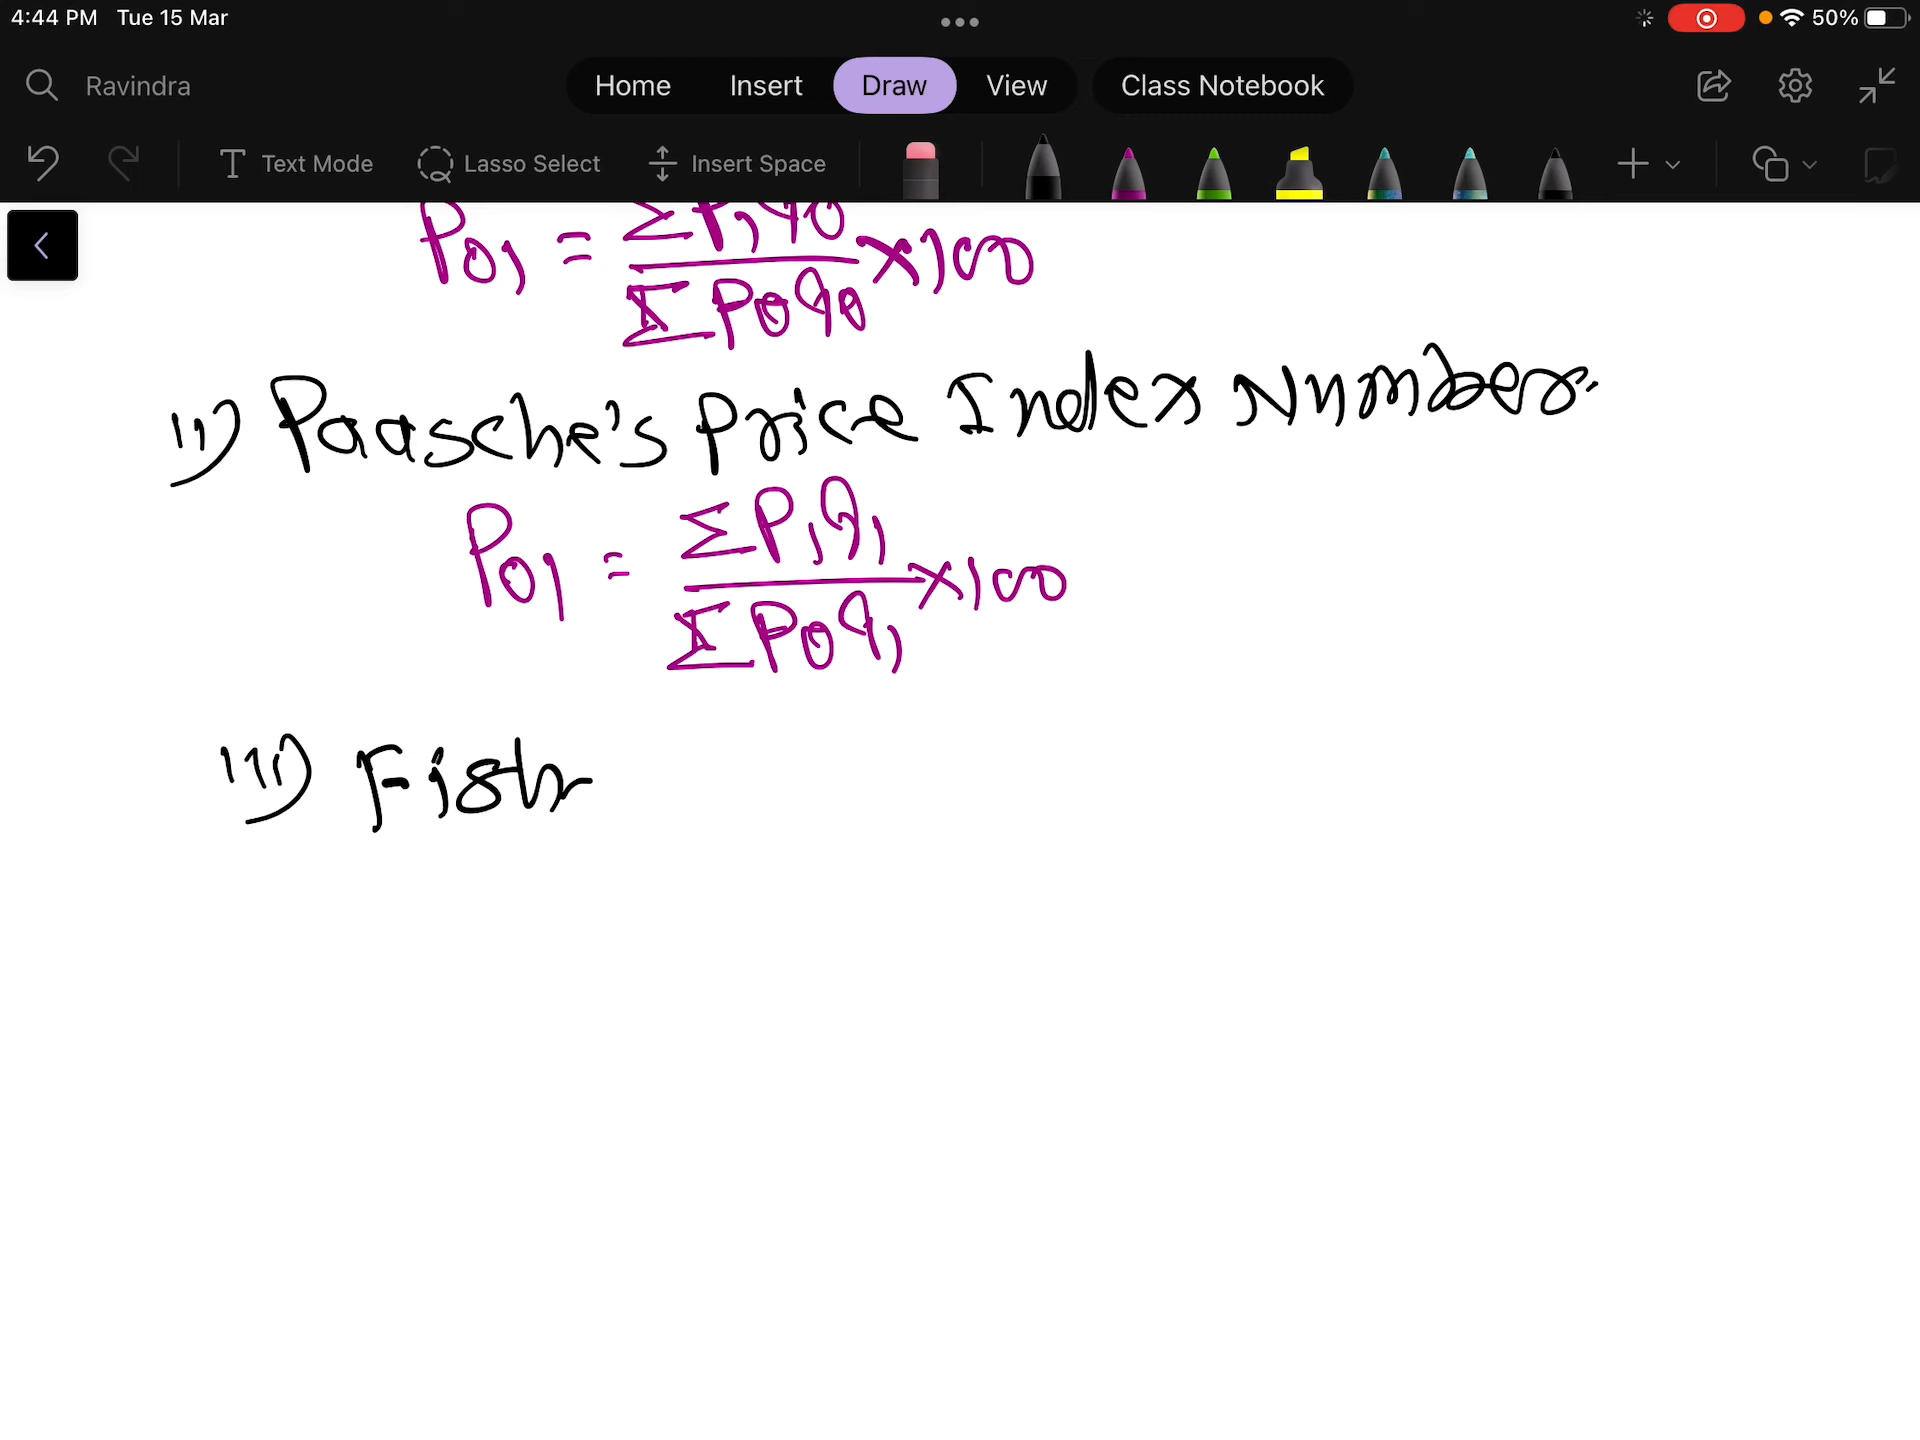 4:44 PM Tue 15 Mar 50%
Ravindra Home Insert Draw View Class Notebook
Text Mode Lasso Select Insert Space
P01 = ΣP1q0 / ΣP0q0 ×100
ii) Paasche's Price Index Number.
P01 = ΣP1q1 / ΣP0q1 ×100
iii) Fishe